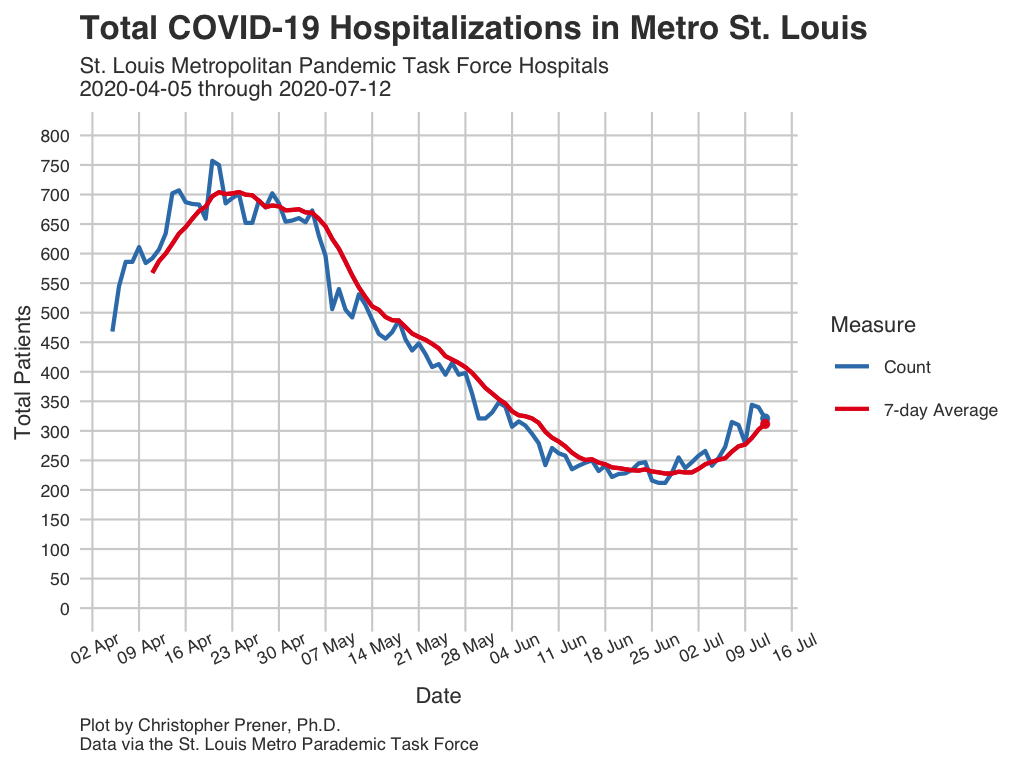 Total COVID-19 Hospitalizations in Metro St. Louis
St. Louis Metropolitan Pandemic Task Force Hospitals
2020-04-05 through 2020-07-12
800
750
700
650
600
550
500
450
400
350
300
250
200
150
100
50
0
Total Patients
02 Apr
09 Apr
16 Apr
23 Apr
30 Apr
07 May
14 May
21 May
28 May
04 Jun
11 Jun
18 Jun
25 Jun
02 Jul
09 Jul
16 Jul
Date
Measure
Count
7-day Average
Plot by Christopher Prener, Ph.D.
Data via the St. Louis Metro Parademic Task Force